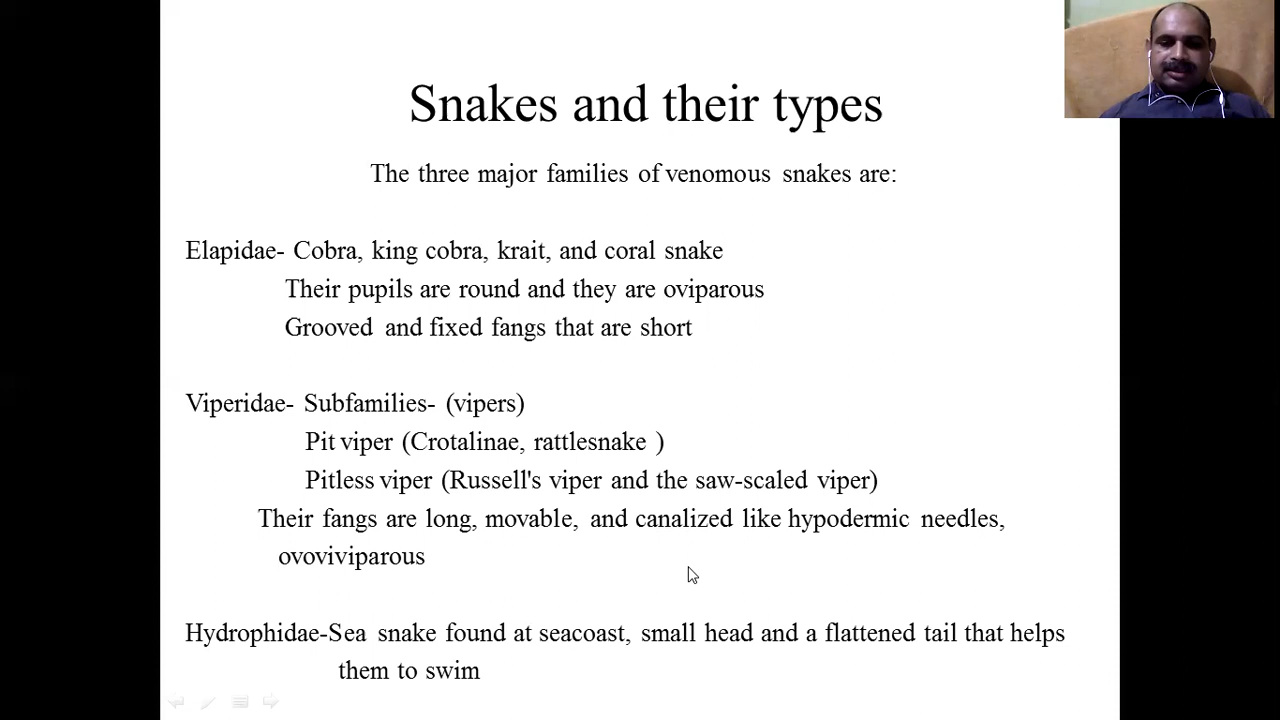 Snakes and their types
The three major families of venomous snakes are:
Elapidae- Cobra, king cobra, krait, and coral snake
Their pupils are round and they are oviparous
Grooved and fixed fangs that are short
Viperidae- Subfamilies- (vipers)
Pit viper (Crotalinae, rattlesnake )
Pitless viper (Russell's viper and the saw-scaled viper)
Their fangs are long, movable, and canalized like hypodermic needles,
ovoviviparous
Hydrophidae-Sea snake found at seacoast, small head and a flattened tail that helps
them to swim